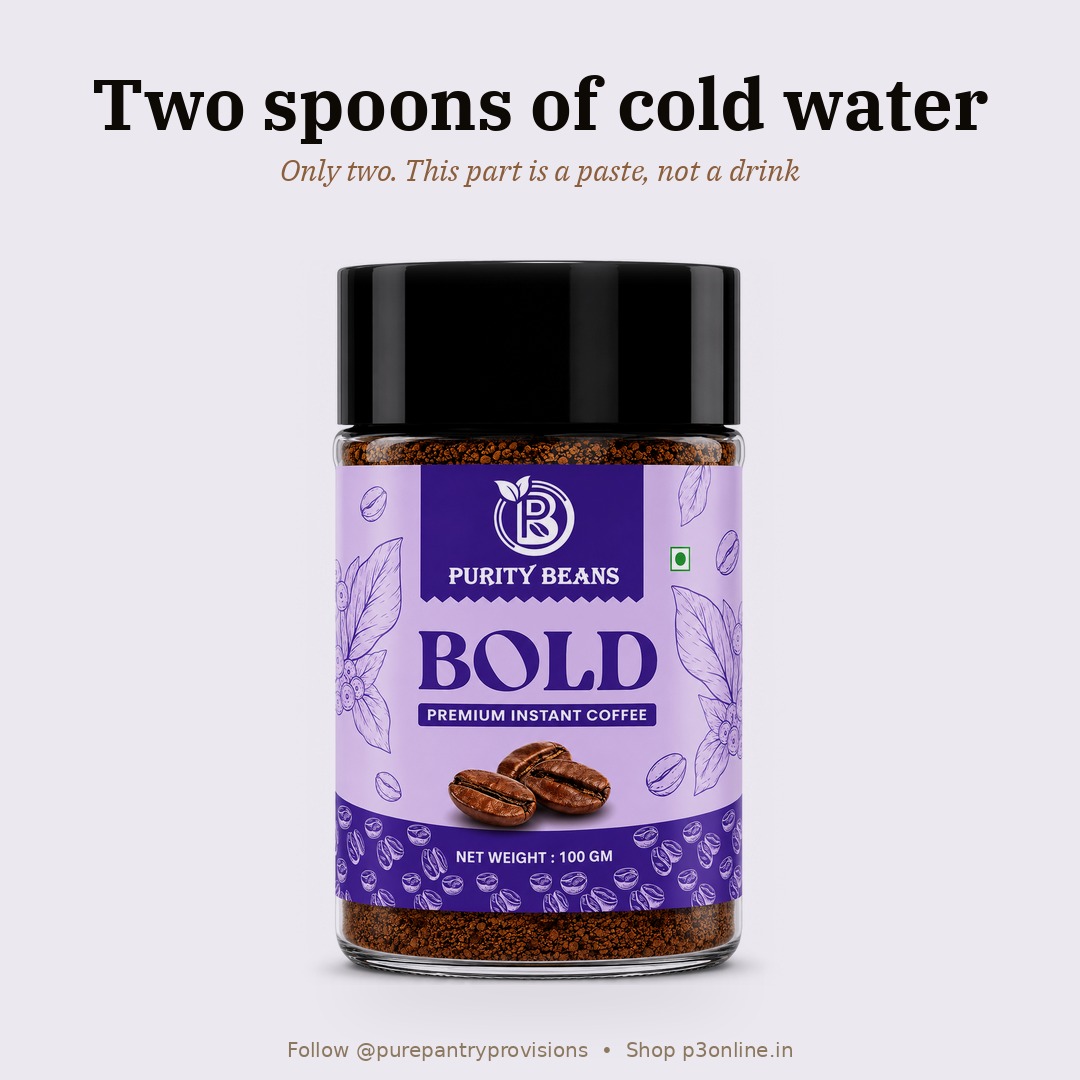 Two spoons of cold water
Only two. This part is a paste, not a drink
PURITY BEANS
BOLD
PREMIUM INSTANT COFFEE
NET WEIGHT : 100 GM
Follow @purepantryprovisions • Shop p3online.in